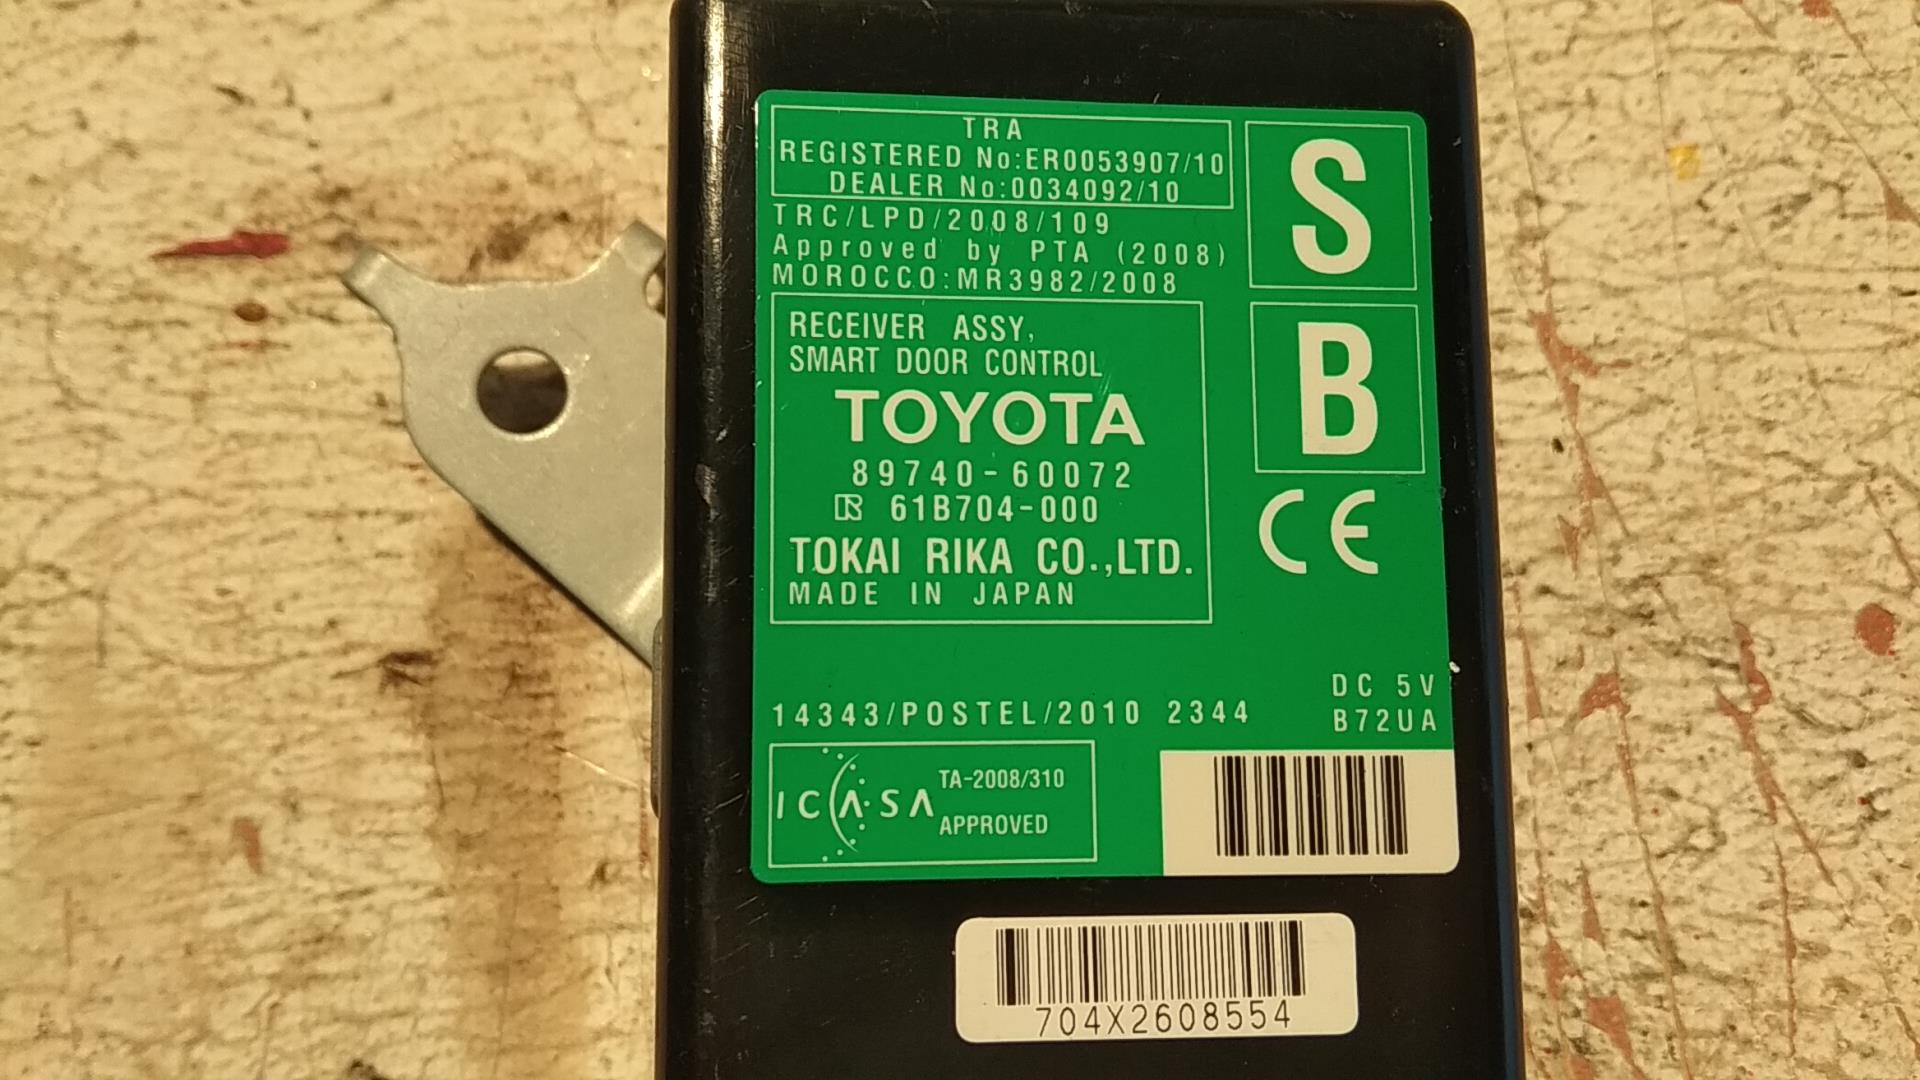 TRA
REGISTERED No:ER0053907/10
DEALER No:0034092/10
TRC/LPD/2008/109
Approved by PTA (2008)
MOROCCO:MR3982/2008
S
B
RECEIVER ASSY,
SMART DOOR CONTROL
TOYOTA
89740-60072
R 61B704-000
TOKAI RIKA CO.,LTD.
MADE IN JAPAN
CE
DC 5V
14343/POSTEL/2010 2344
B72UA
ICASA
TA-2008/310
APPROVED
704X2608554